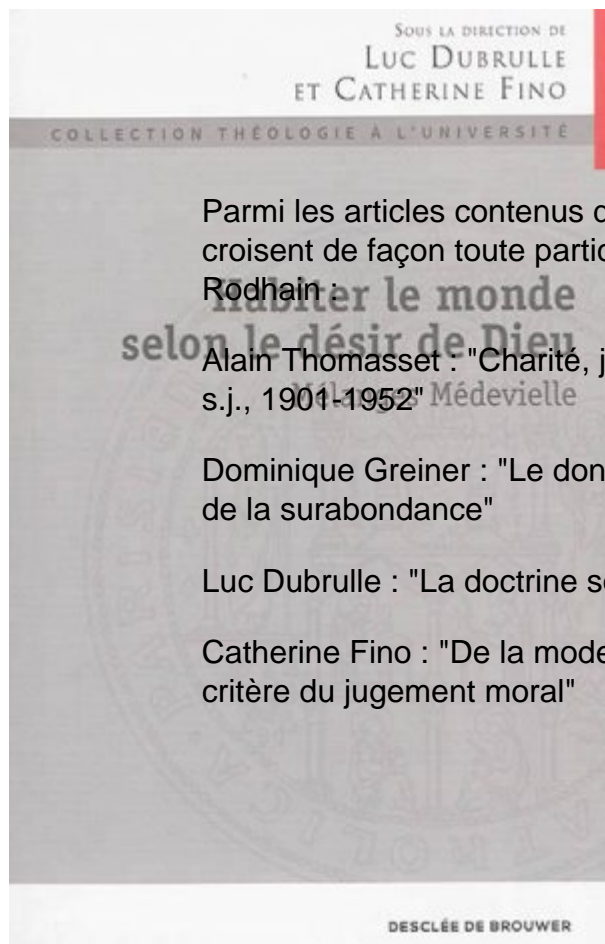 SOUS LA DIRECTION DE
LUC DUBRULLE
ET CATHERINE FINO
COLLECTION THÉOLOGIE À L'UNIVERSITÉ
Parmi les articles contenus
croisent de façon toute
Rodhain :
Habiter le monde
selon le désir de Dieu
Mélanges Médevielle
Alain Thomasset : "Charité,
s.j., 1901-1952"
Dominique Greiner : "Le don
de la surabondance"
Luc Dubrulle : "La doctrine
Catherine Fino : "De la
critère du jugement moral"
DESCLÉE DE BROUWER